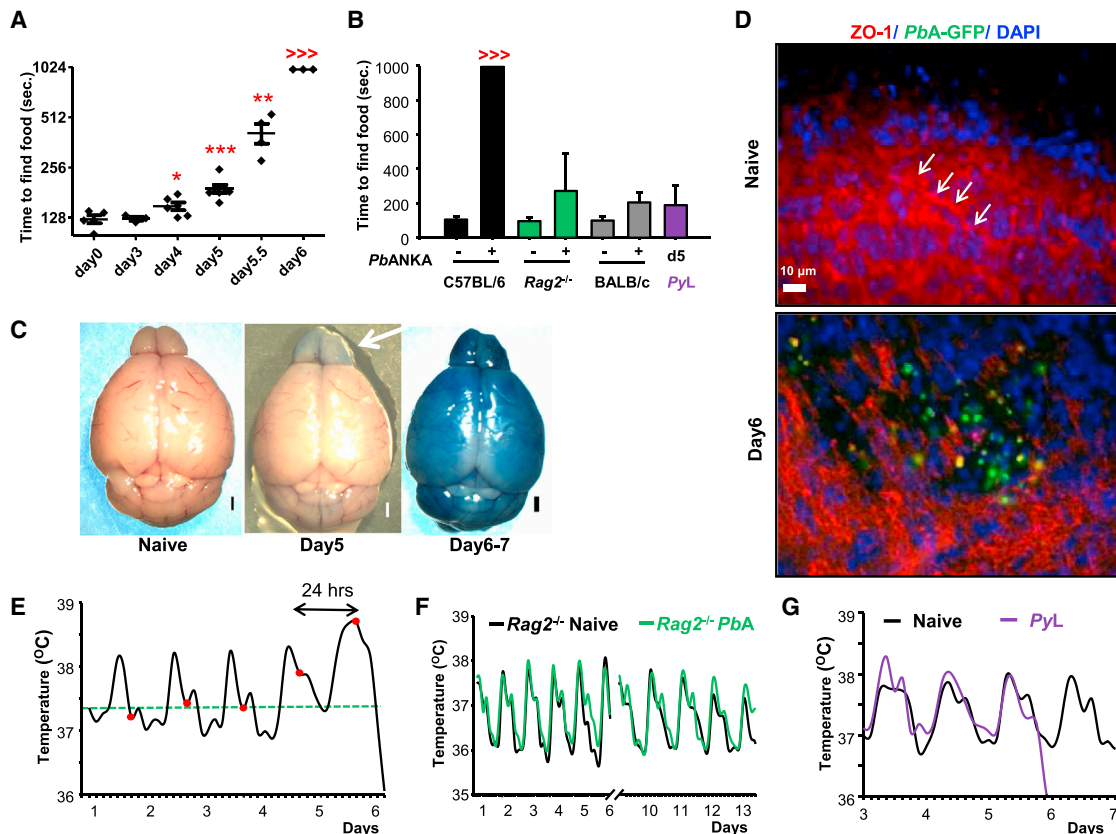 A
Time to find food (sec.)
1024
512
256
128
* *** ** >>>
day0 day3 day4 day5 day5.5 day6
B
Time to find food (sec.)
1000
800
600
400
200
0
>>>
- + - + - + d5
PbANKA
C57BL/6 Rag2-/- BALB/c PyL
C
Naive Day5 Day6-7
D
ZO-1/ PbA-GFP/ DAPI
Naive
10 µm
Day6
E
24 hrs
Temperature (OC)
39
38
37
36
1 2 3 4 5 6
Days
F
Rag2-/- Naive Rag2-/- PbA
Temperature (OC)
39
38
37
36
35
1 2 3 4 5 6 10 11 12 13
Days
G
Naive PyL
Temperature (OC)
39
38
37
36
3 4 5 6 7
Days